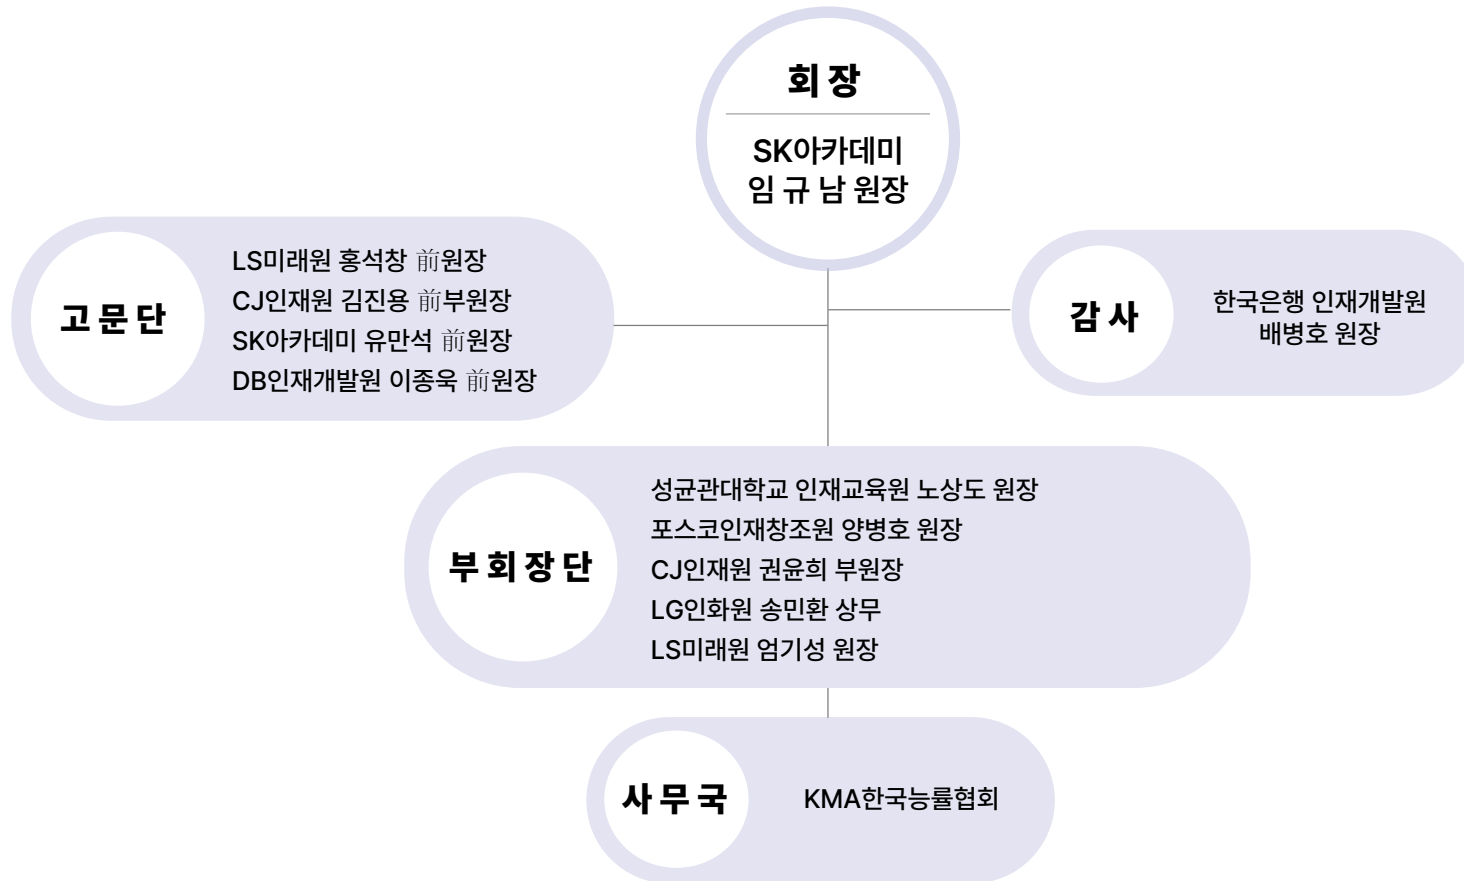 회장
SK아카데미
임 규 남 원장
고문단
LS미래원 홍석창 前원장
CJ인재원 김진용 前부원장
SK아카데미 유만석 前원장
DB인재개발원 이종욱 前원장
감사
한국은행 인재개발원
배병호 원장
부회장단
성균관대학교 인재교육원 노상도 원장
포스코인재창조원 양병호 원장
CJ인재원 권윤희 부원장
LG인화원 송민환 상무
LS미래원 엄기성 원장
사무국
KMA한국능률협회